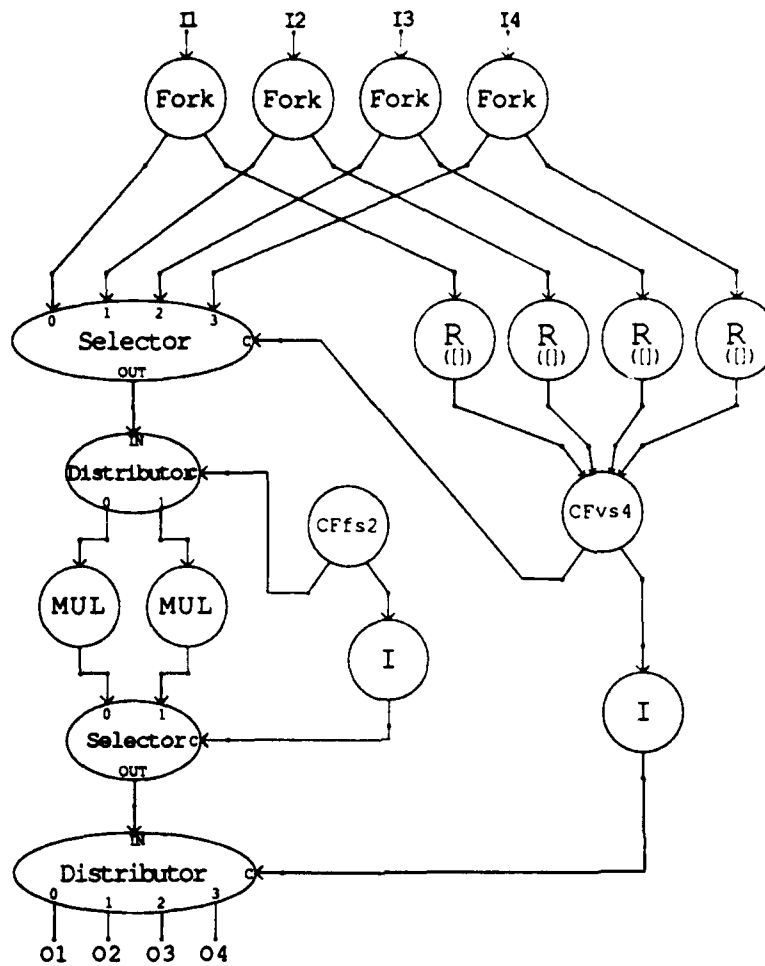 I1 I2 I3 I4
Fork Fork Fork Fork
0 1 2 3
Selector C
OUT
R R R R
([]) ([]) ([]) ([])
IN
Distributor
0 1
CFfs2
CFvs4
MUL MUL
I
I
0 1
Selector C
OUT
IN
Distributor C
0 1 2 3
O1 O2 O3 O4